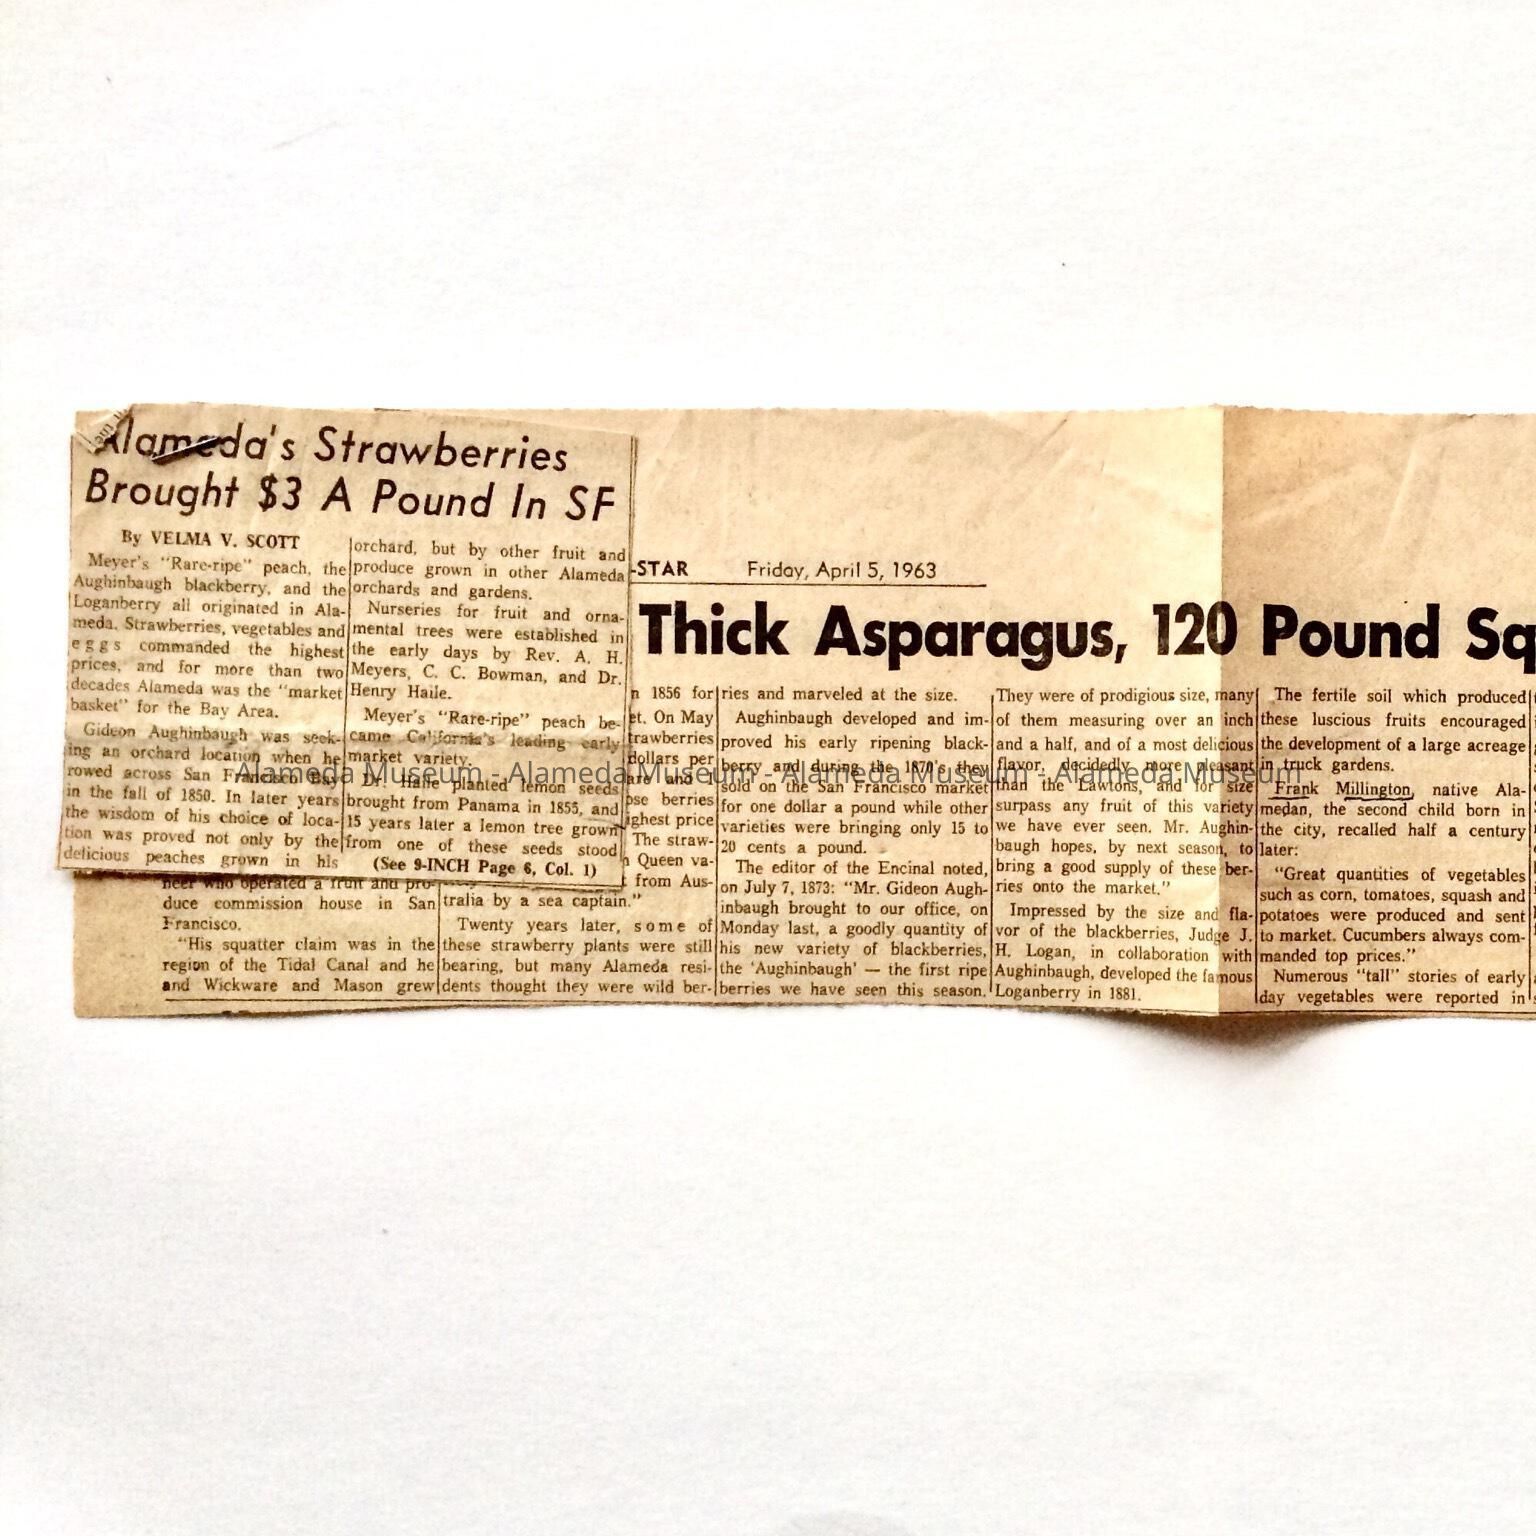 Alameda's Strawberries
Brought $3 A Pound In SF
By VELMA V. SCOTT
Meyer's "Rare-ripe" peach, the
Aughinbaugh blackberry, and the
Loganberry all originated in Ala-
meda. Strawberries, vegetables and
eggs commanded the highest
prices, and for more than two
decades Alameda was the "market
basket" for the Bay Area.
Gideon Aughinbaugh was seek-
ing an orchard location when he
rowed across San Francisco Bay
in the fall of 1850. In later years
the wisdom of his choice of loca-
tion was proved not only by the
delicious peaches grown in his
orchard, but by other fruit and
produce grown in other Alameda
orchards and gardens.
Nurseries for fruit and orna-
mental trees were established in
the early days by Rev. A. H.
Meyers, C. C. Bowman, and Dr.
Henry Haile.
Meyer's "Rare-ripe" peach be-
came California's leading early
market variety.
Dr. Haile planted lemon seeds
brought from Panama in 1855, and
15 years later a lemon tree grown
from one of these seeds stood
(See 9-INCH Page 6, Col. 1)
-STAR Friday, April 5, 1963
Thick Asparagus, 120 Pound Sq
neer who operated a fruit and pro-
duce commission house in San
Francisco.
"His squatter claim was in the
region of the Tidal Canal and he
and Wickware and Mason grew
n 1856 for
et. On May
trawberries
dollars per
are and
ose berries
ighest price
The straw-
n Queen va-
from Aus-
tralia by a sea captain."
Twenty years later, some of
these strawberry plants were still
bearing, but many Alameda resi-
dents thought they were wild ber-
ries and marveled at the size.
Aughinbaugh developed and im-
proved his early ripening black-
berry and during the 1870's they
sold on the San Francisco market
for one dollar a pound while other
varieties were bringing only 15 to
20 cents a pound.
The editor of the Encinal noted,
on July 7, 1873: "Mr. Gideon Augh-
inbaugh brought to our office, on
Monday last, a goodly quantity of
his new variety of blackberries,
the 'Aughinbaugh' — the first ripe
berries we have seen this season.
They were of prodigious size, many
of them measuring over an inch
and a half, and of a most delicious
flavor, decidedly more pleasant
than the Lawtons, and for size
surpass any fruit of this variety
we have ever seen. Mr. Aughin-
baugh hopes, by next season, to
bring a good supply of these ber-
ries onto the market."
Impressed by the size and fla-
vor of the blackberries, Judge J.
H. Logan, in collaboration with
Aughinbaugh, developed the famous
Loganberry in 1881.
The fertile soil which produced
these luscious fruits encouraged
the development of a large acreage
in truck gardens.
Frank Millington, native Ala-
medan, the second child born in
the city, recalled half a century
later:
"Great quantities of vegetables
such as corn, tomatoes, squash and
potatoes were produced and sent
to market. Cucumbers always com-
manded top prices."
Numerous "tall" stories of early
day vegetables were reported in
Alameda Museum - Alameda Museum - Alameda Museum - Alameda Museum